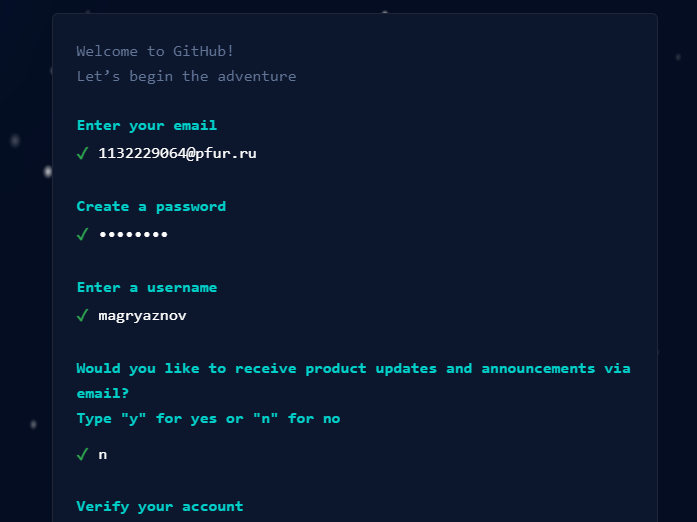 Welcome to GitHub!
Let’s begin the adventure
Enter your email
✓ 1132229064@pfur.ru
Create a password
✓ ••••••••
Enter a username
✓ magryaznov
Would you like to receive product updates and announcements via
email?
Type "y" for yes or "n" for no
✓ n
Verify your account